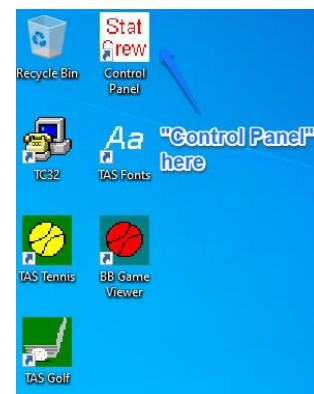 Stat
Crew
Recycle Bin
Control
Panel
"Control Panel"
here
TC32
Aa
TAS Fonts
TAS Tennis
BB Game
Viewer
TAS Golf